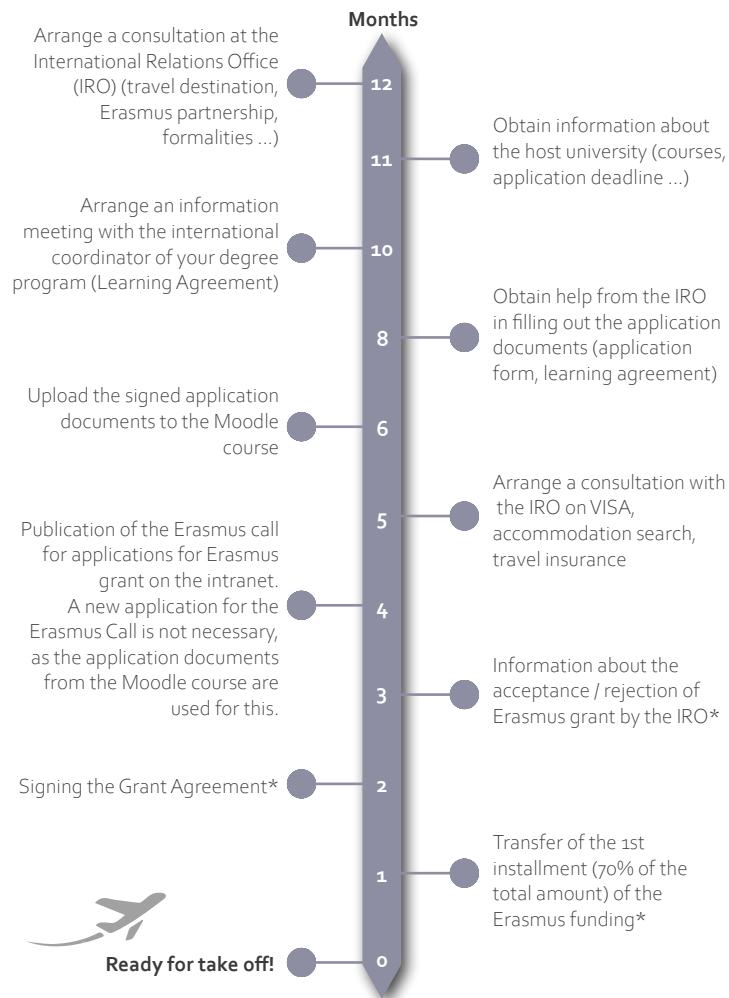 Months
Arrange a consultation at the
International Relations Office
(IRO) (travel destination,
Erasmus partnership,
formalities ...)
12
Obtain information about
the host university (courses,
application deadline ...)
11
Arrange an information
meeting with the international
coordinator of your degree
program (Learning Agreement)
10
Obtain help from the IRO
in filling out the application
documents (application
form, learning agreement)
8
Upload the signed application
documents to the Moodle
course
6
Arrange a consultation with
the IRO on VISA,
accommodation search,
travel insurance
5
Publication of the Erasmus call
for applications for Erasmus
grant on the intranet.
A new application for the
Erasmus Call is not necessary,
as the application documents
from the Moodle course are
used for this.
4
Information about the
acceptance / rejection of
Erasmus grant by the IRO*
3
Signing the Grant Agreement*
2
Transfer of the 1st
installment (70% of the
total amount) of the
Erasmus funding*
1
Ready for take off!
0